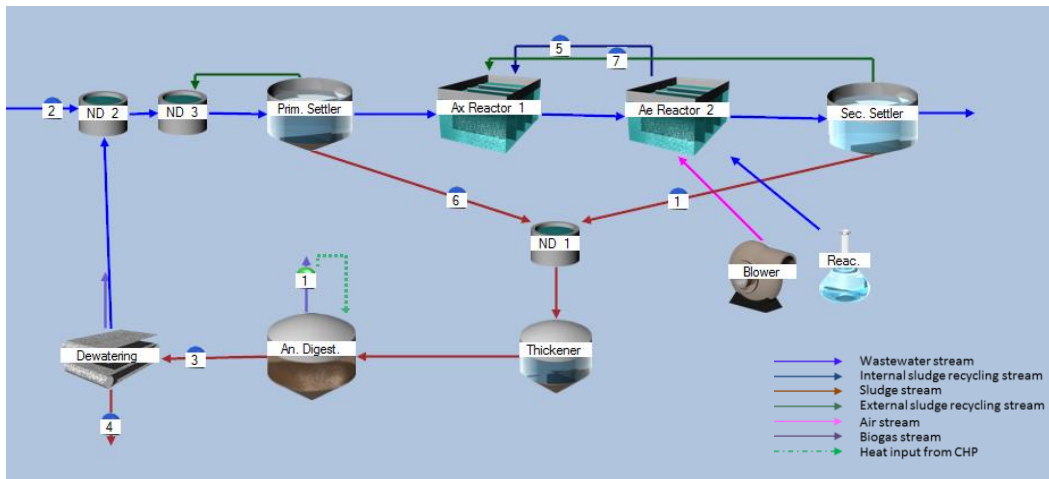 5
7
2
ND 2
ND 3
Prim. Settler
Ax Reactor 1
Ae Reactor 2
Sec. Settler
6
1
ND 1
Blower
Reac.
1
Dewatering
3
An. Digest.
Thickener
4
Wastewater stream
Internal sludge recycling stream
Sludge stream
External sludge recycling stream
Air stream
Biogas stream
Heat input from CHP